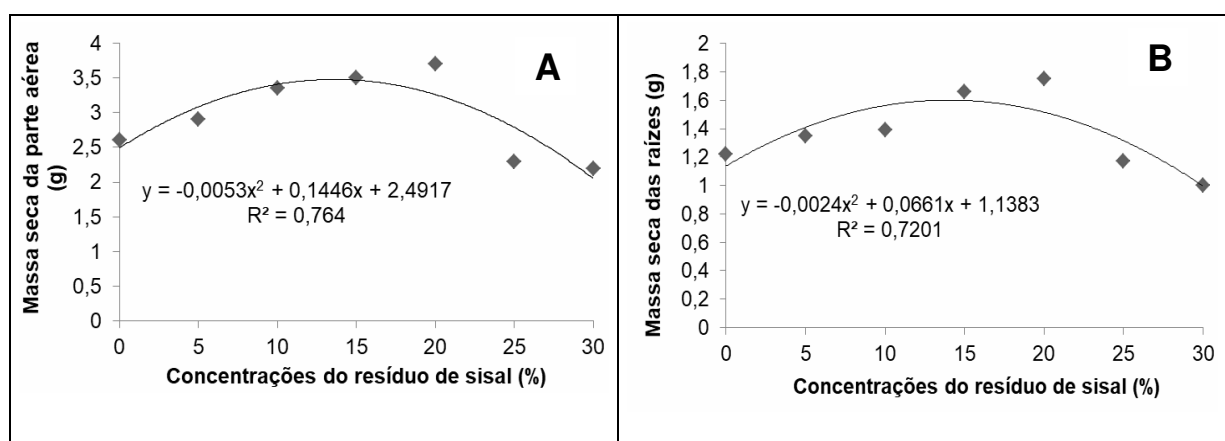 A
Massa seca da parte aérea
(g)
4
3,5
3
2,5
2
1,5
1
0,5
0
y = -0,0053x² + 0,1446x + 2,4917
R² = 0,764
0 5 10 15 20 25 30
Concentrações do resíduo de sisal (%)
B
Massa seca das raízes (g)
2
1,8
1,6
1,4
1,2
1
0,8
0,6
0,4
0,2
0
y = -0,0024x² + 0,0661x + 1,1383
R² = 0,7201
0 5 10 15 20 25 30
Concentrações do resíduo de sisal (%)